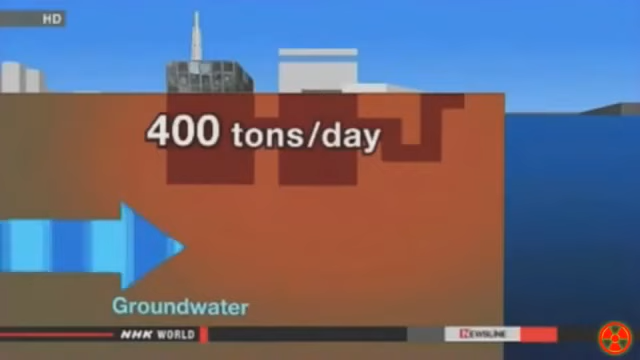 HD
400 tons/day
Groundwater
NHK WORLD
NEWSLINE